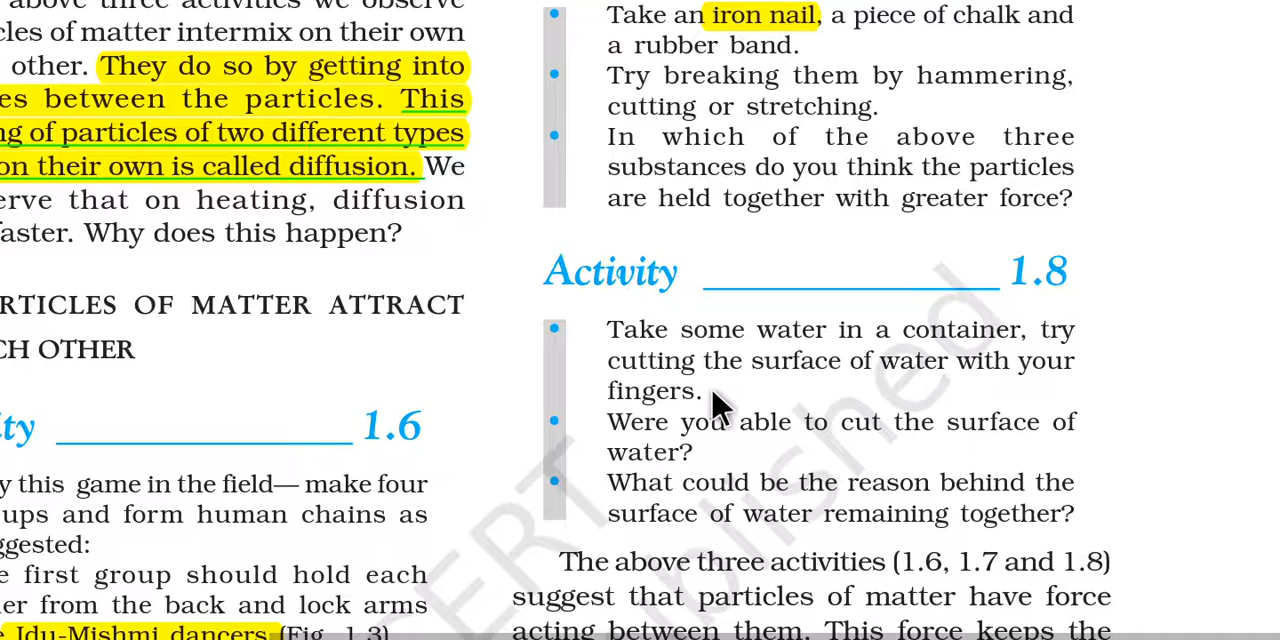 above three activities we observe
cles of matter intermix on their own
other. They do so by getting into
es between the particles. This
ng of particles of two different types
on their own is called diffusion. We
erve that on heating, diffusion
faster. Why does this happen?
RTICLES OF MATTER ATTRACT
CH OTHER
ity 1.6
y this game in the field— make four
ups and form human chains as
ggested:
e first group should hold each
er from the back and lock arms
e Idu-Mishmi dancers (Fig. 1.3).
Take an iron nail, a piece of chalk and
a rubber band.
Try breaking them by hammering,
cutting or stretching.
In which of the above three
substances do you think the particles
are held together with greater force?
Activity 1.8
Take some water in a container, try
cutting the surface of water with your
fingers.
Were you able to cut the surface of
water?
What could be the reason behind the
surface of water remaining together?
The above three activities (1.6, 1.7 and 1.8)
suggest that particles of matter have force
acting between them. This force keeps the
ERT
ublished